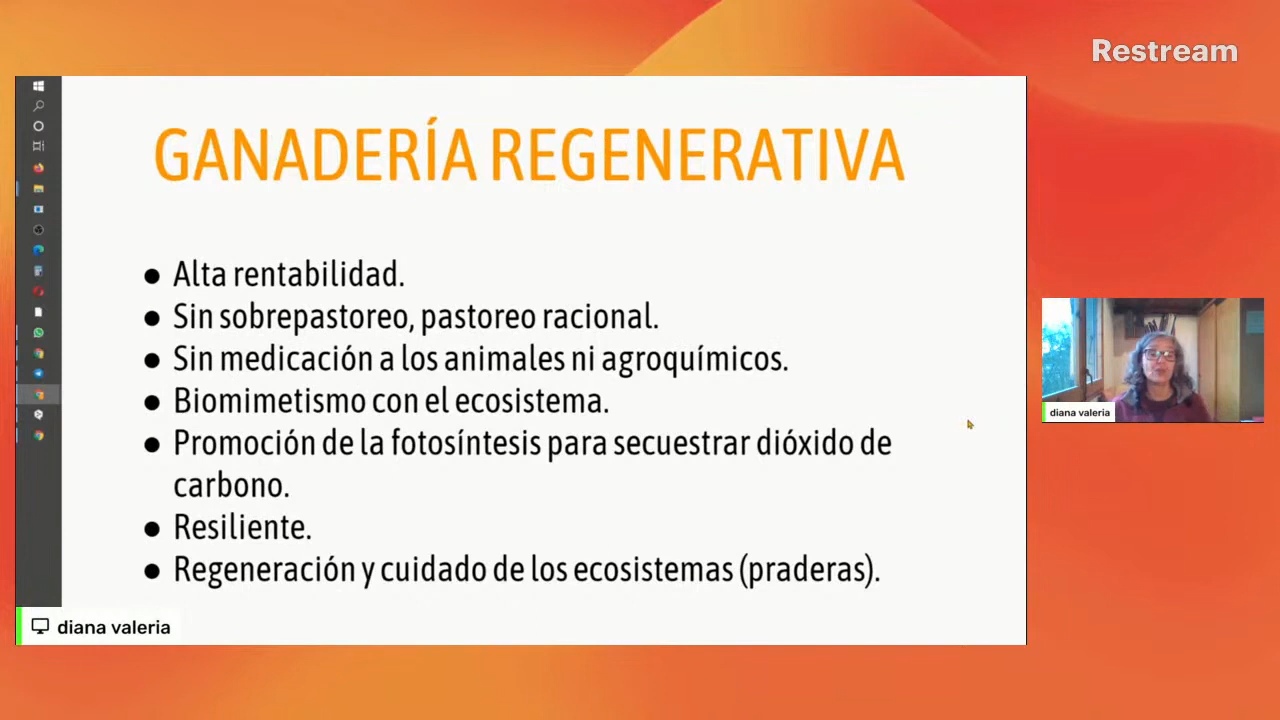 Restream
GANADERÍA REGENERATIVA
● Alta rentabilidad.
● Sin sobrepastoreo, pastoreo racional.
● Sin medicación a los animales ni agroquímicos.
● Biomimetismo con el ecosistema.
● Promoción de la fotosíntesis para secuestrar dióxido de
carbono.
● Resiliente.
● Regeneración y cuidado de los ecosistemas (praderas).
diana valeria
diana valeria